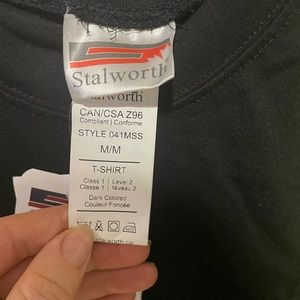 Stalworth
Stalworth
CAN/CSA Z96
Compliant | Conforme
STYLE 041MSS
M/M
T-SHIRT
Class 1 | Level 2
Classe 1 | Niveau 2
Dark Colored
Couleur Foncée